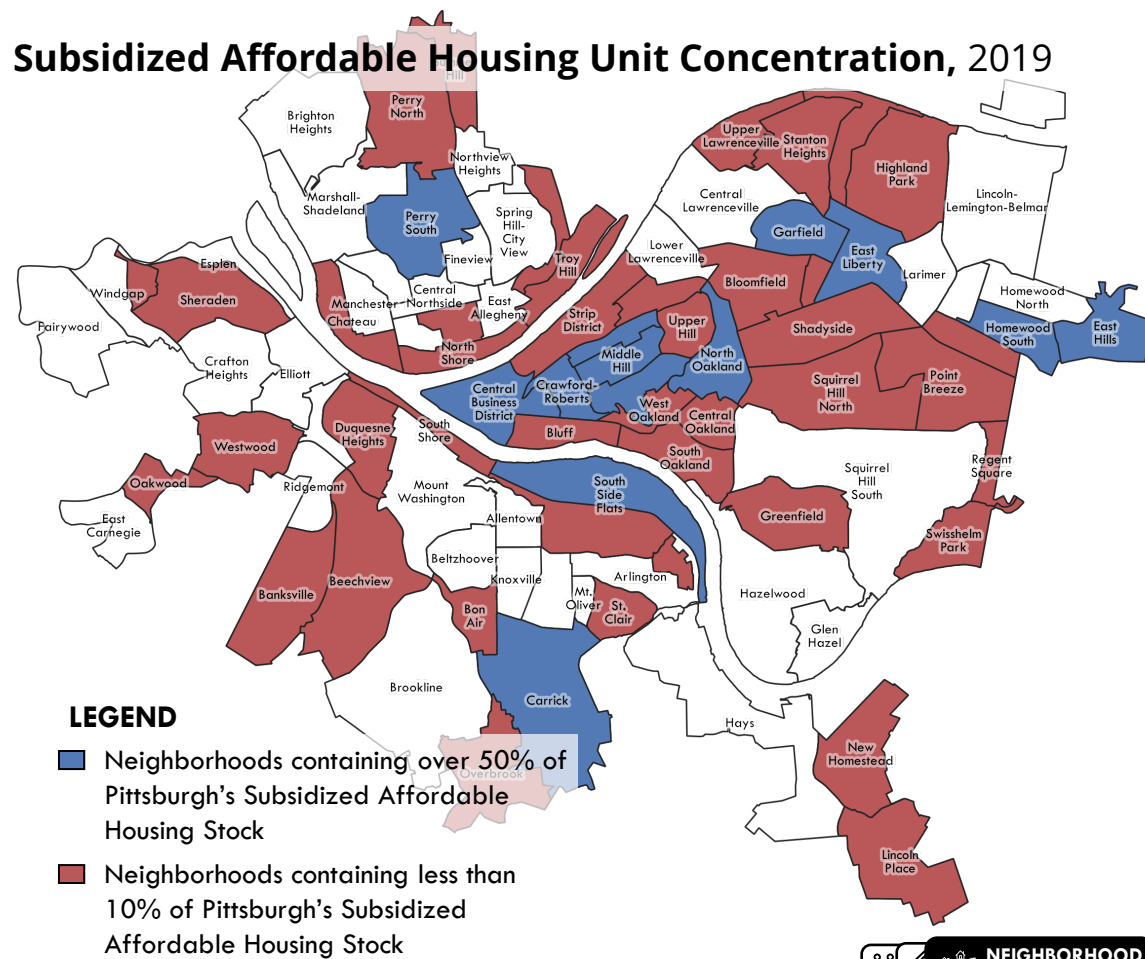 Subsidized Affordable Housing Unit Concentration, 2019
Hill
Brighton
Heights
Perry
North
Northview
Heights
Marshall-
Shadeland
Perry
South
Spring
Hill-
City
View
Fineview
Troy
Hill
Central
Northside
Manchester
Chateau
East
Allegheny
North
Shore
Upper
Lawrenceville
Stanton
Heights
Highland
Park
Central
Lawrenceville
Lincoln-
Lemington-Belmar
Garfield
East
Liberty
Larimer
Lower
Lawrenceville
Bloomfield
Homewood
North
Homewood
South
East
Hills
Esplen
Windgap
Sheraden
Fairywood
Crafton
Heights
Elliott
Strip
District
Upper
Hill
Middle
Hill
North
Oakland
Shadyside
Squirrel
Hill
North
Point
Breeze
Central
Business
District
Crawford-
Roberts
West
Oakland
Central
Oakland
Bluff
South
Oakland
Duquesne
Heights
South
Shore
Westwood
Oakwood
Ridgemont
East
Carnegie
Mount
Washington
South
Side
Flats
Squirrel
Hill
South
Regent
Square
Greenfield
Swisshelm
Park
Allentown
Beltzhoover
Knoxville
Arlington
Mt.
Oliver
St.
Clair
Banksville
Beechview
Bon
Air
Hazelwood
Glen
Hazel
Brookline
Carrick
Hays
Overbrook
New
Homestead
Lincoln
Place
LEGEND
Neighborhoods containing over 50% of
Pittsburgh's Subsidized Affordable
Housing Stock
Neighborhoods containing less than
10% of Pittsburgh's Subsidized
Affordable Housing Stock
NEIGHBORHOOD